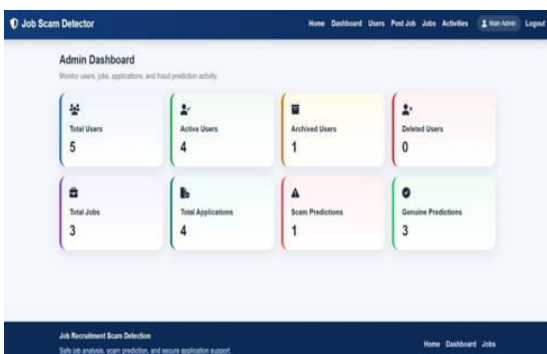 Job Scam Detector
Home Dashboard Users Post Job Jobs Activities Main Admin Logout
Admin Dashboard
Monitor users, jobs, applications, and fraud prediction activity.
Total Users
5
Active Users
4
Archived Users
1
Deleted Users
0
Total Jobs
3
Total Applications
4
Scam Predictions
1
Genuine Predictions
3
Job Recruitment Scam Detection
Safe job analysis, scam prediction, and secure application support.
Home Dashboard Jobs